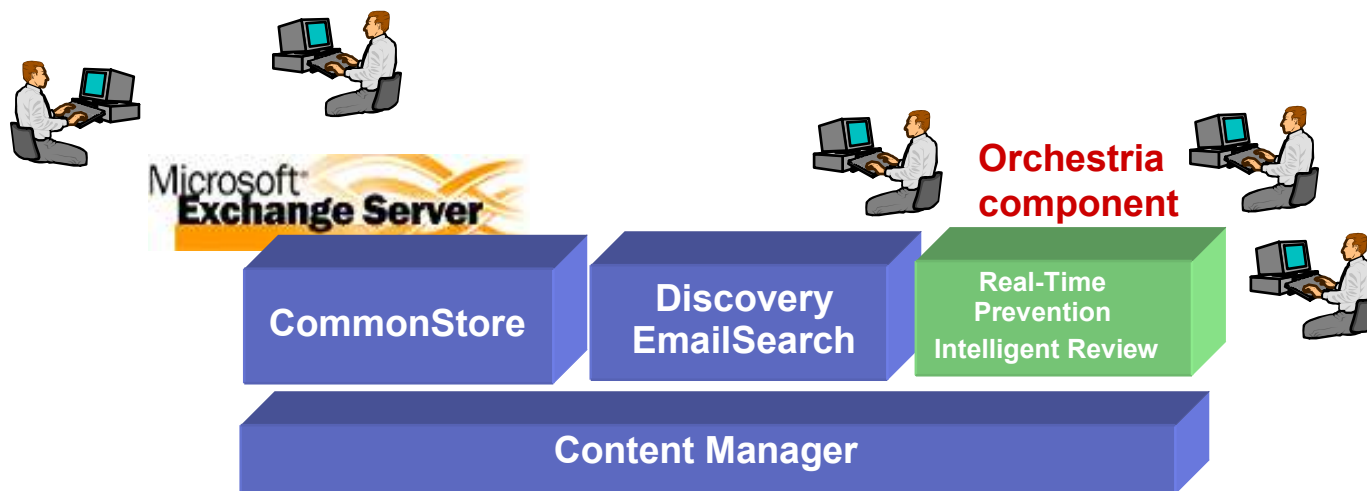 Microsoft®
Exchange Server
Orchestria
component
CommonStore
Discovery
EmailSearch
Real-Time
Prevention
Intelligent Review
Content Manager